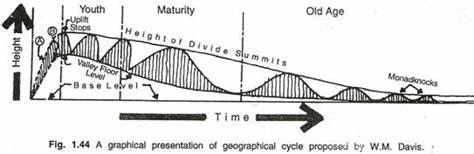 Youth
Maturity
Old Age
Uplift
Stops
A
B
Height of Divide Summits
Height
Valley Floor
Level
Base Level
Monadknocks
Time
Fig. 1.44 A graphical presentation of geographical cycle proposed by W.M. Davis.